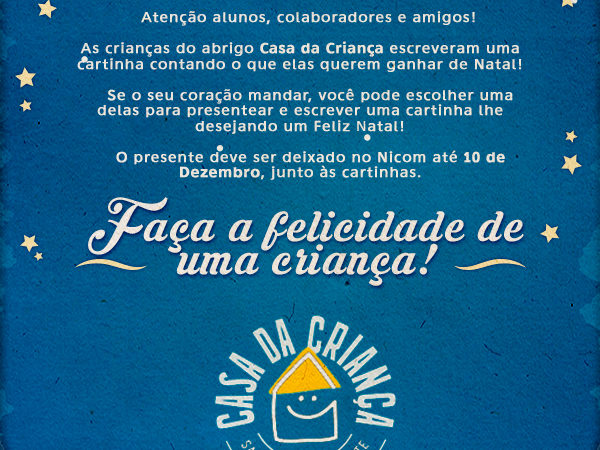 Atenção alunos, colaboradores e amigos!
As crianças do abrigo Casa da Criança escreveram uma
cartinha contando o que elas querem ganhar de Natal!
Se o seu coração mandar, você pode escolher uma
delas para presentear e escrever uma cartinha lhe
desejando um Feliz Natal!
O presente deve ser deixado no Nicom até 10 de
Dezembro, junto às cartinhas.
Faça a felicidade de
uma criança!
CASA DA CRIANÇA